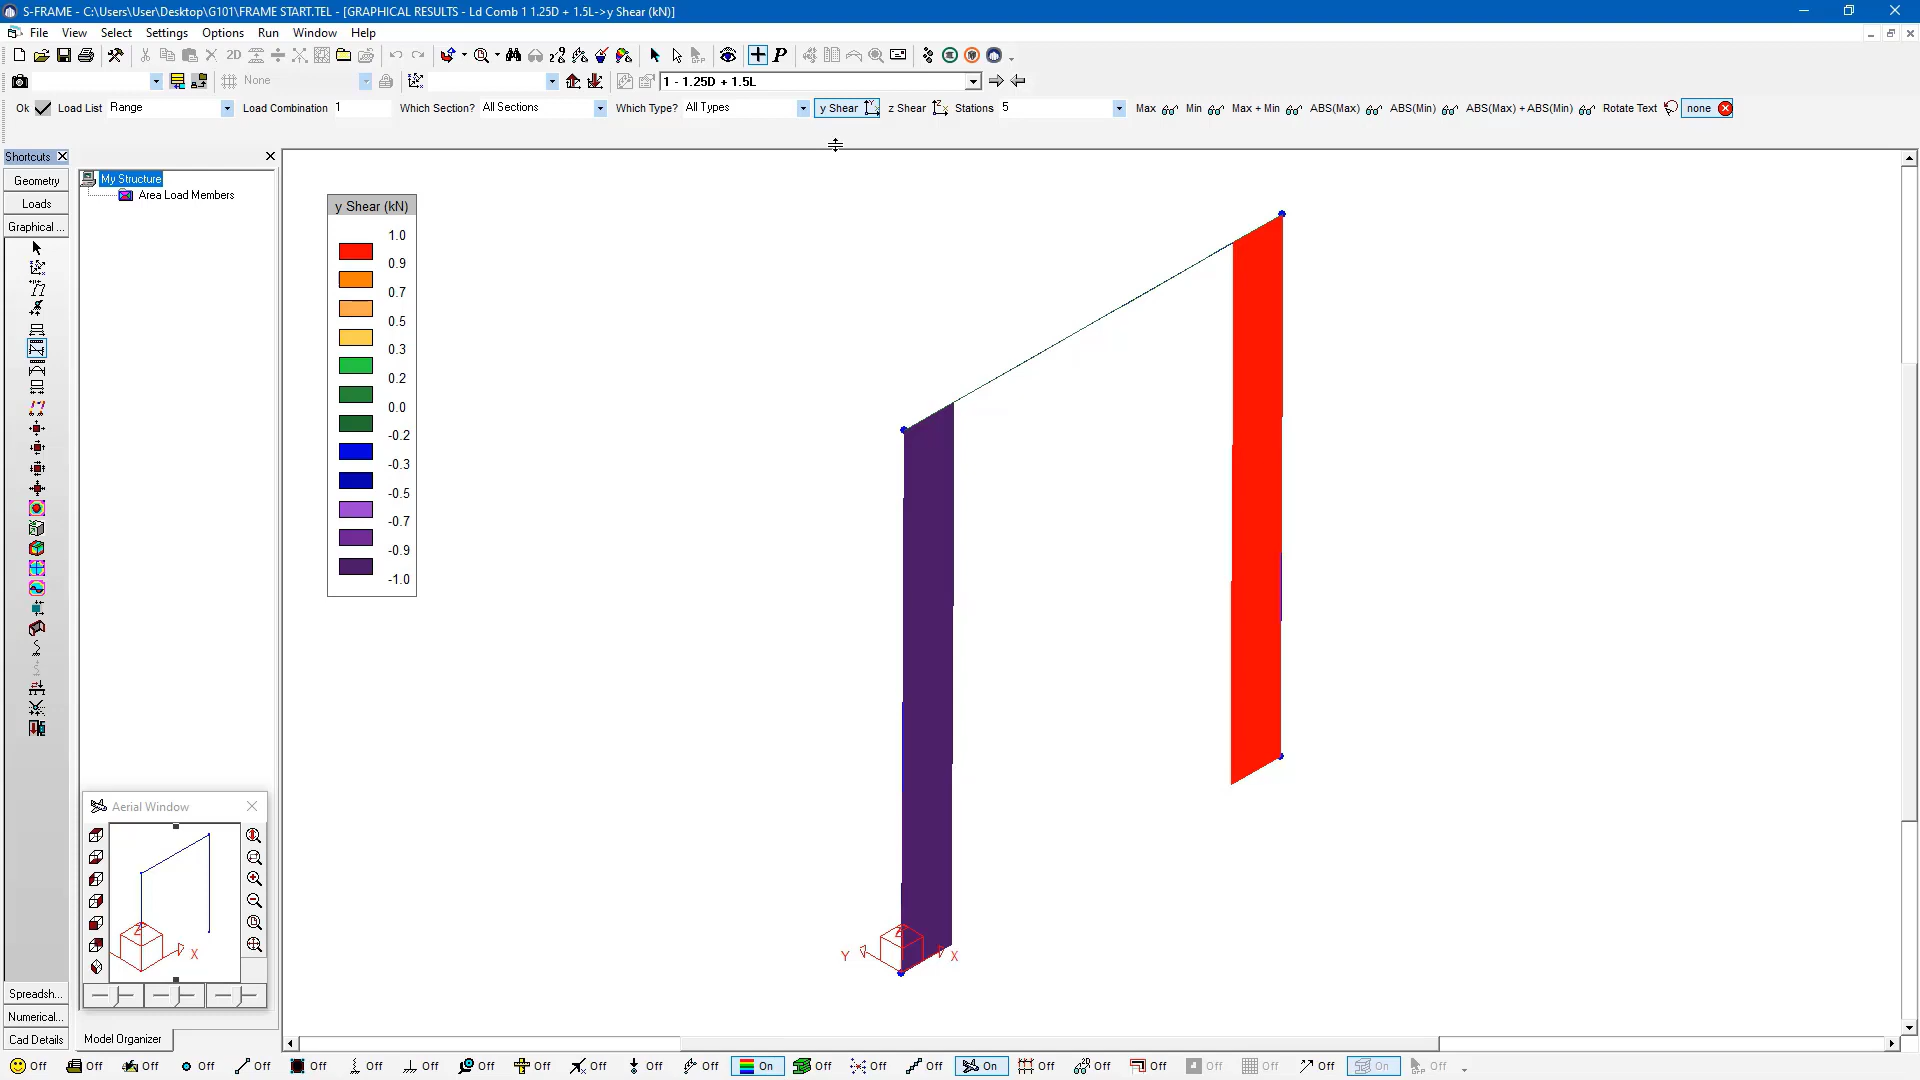 S-FRAME - C:\Users\User\Desktop\G101\FRAME START.TEL - [GRAPHICAL RESULTS - Ld Comb 1 1.25D + 1.5L->y Shear (kN)]
File View Select Settings Options Run Window Help
2D
None 1 - 1.25D + 1.5L
Ok Load List Range Load Combination 1 Which Section? All Sections Which Type? All Types y Shear z Shear Stations 5 Max Min Max + Min ABS(Max) ABS(Min) ABS(Max) + ABS(Min) Rotate Text none
Shortcuts
Geometry
Loads
Graphical ...
My Structure
Area Load Members
y Shear (kN)
1.0
0.9
0.7
0.5
0.3
0.2
0.0
-0.2
-0.3
-0.5
-0.7
-0.9
-1.0
Aerial Window
Z
X
Z
Y
X
Spreadsh...
Numerical...
Cad Details
Model Organizer
Off Off Off Off Off Off Off Off Off Off Off Off Off On Off Off Off On Off Off Off Off Off Off On Off